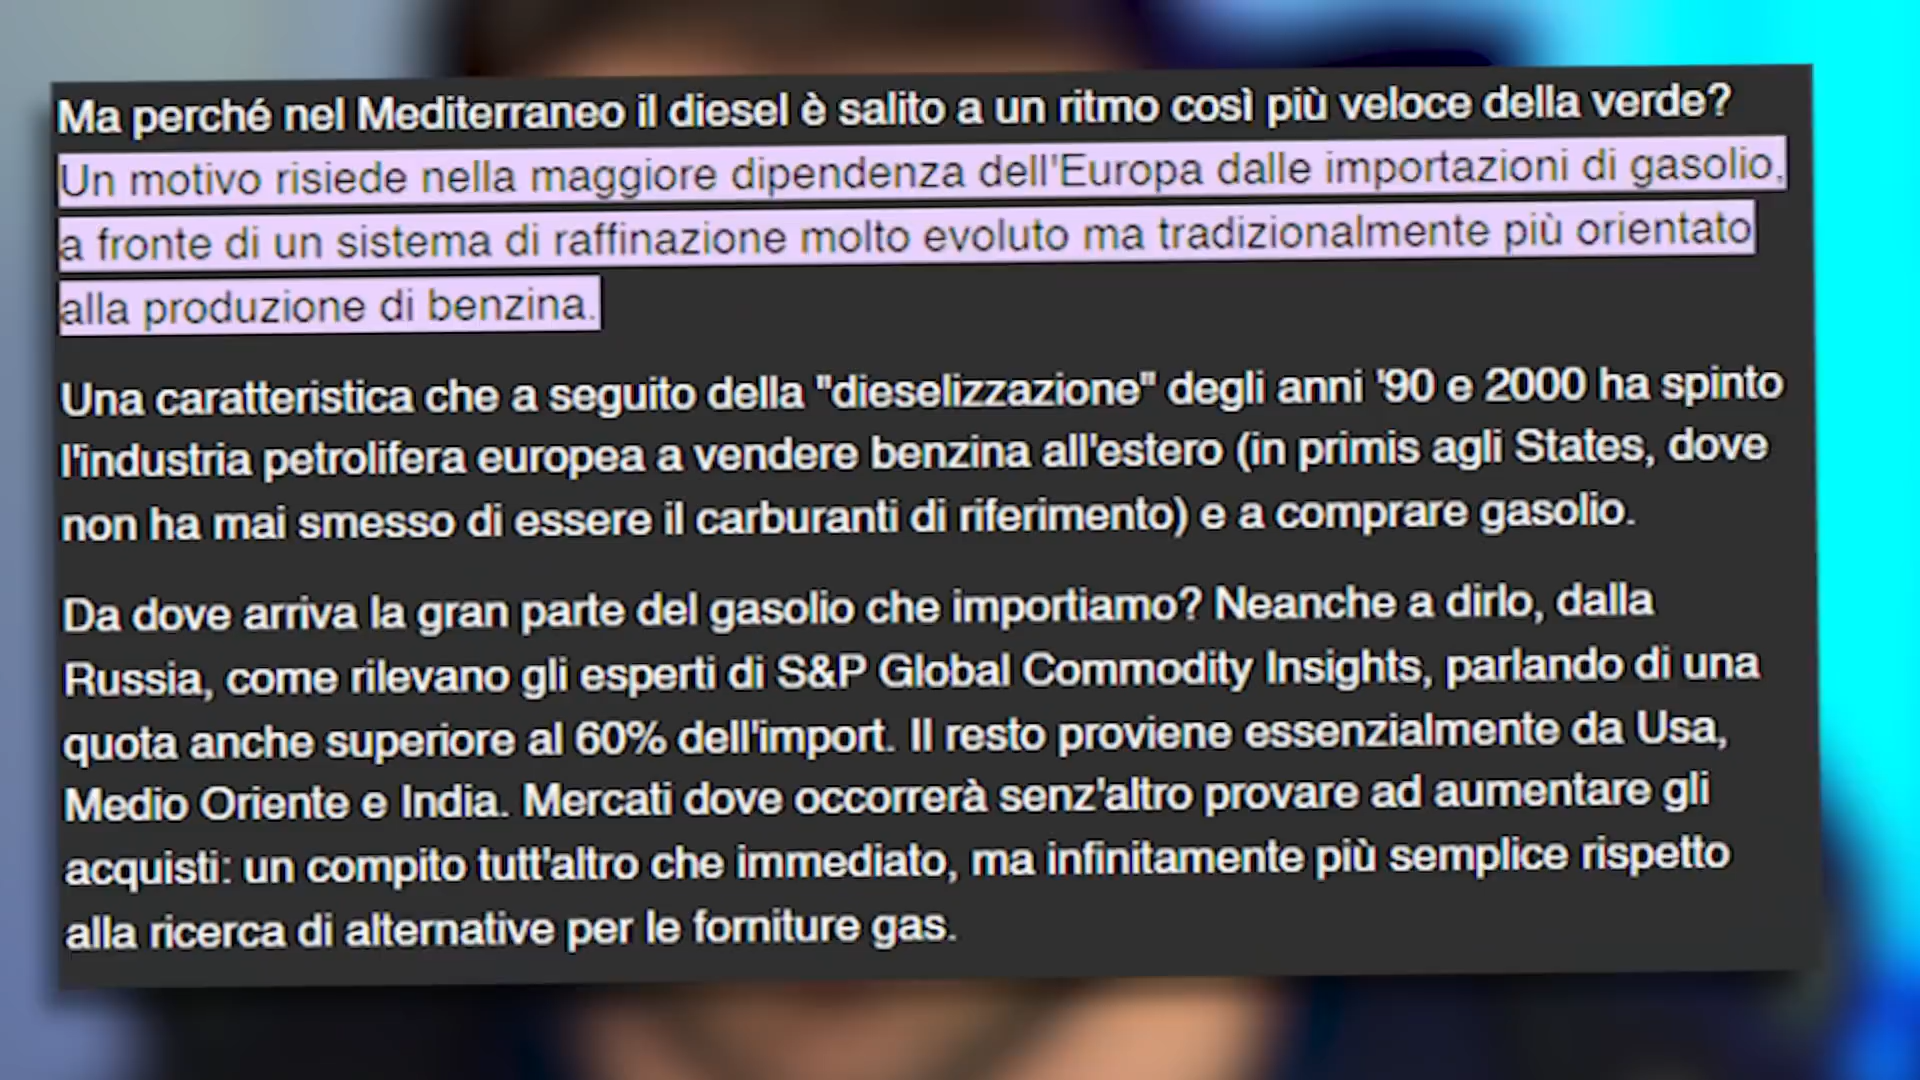 Ma perché nel Mediterraneo il diesel è salito a un ritmo così più veloce della verde?
Un motivo risiede nella maggiore dipendenza dell'Europa dalle importazioni di gasolio,
a fronte di un sistema di raffinazione molto evoluto ma tradizionalmente più orientato
alla produzione di benzina.
Una caratteristica che a seguito della "dieselizzazione" degli anni '90 e 2000 ha spinto
l'industria petrolifera europea a vendere benzina all'estero (in primis agli States, dove
non ha mai smesso di essere il carburanti di riferimento) e a comprare gasolio.
Da dove arriva la gran parte del gasolio che importiamo? Neanche a dirlo, dalla
Russia, come rilevano gli esperti di S&P Global Commodity Insights, parlando di una
quota anche superiore al 60% dell'import. Il resto proviene essenzialmente da Usa,
Medio Oriente e India. Mercati dove occorrerà senz'altro provare ad aumentare gli
acquisti: un compito tutt'altro che immediato, ma infinitamente più semplice rispetto
alla ricerca di alternative per le forniture gas.